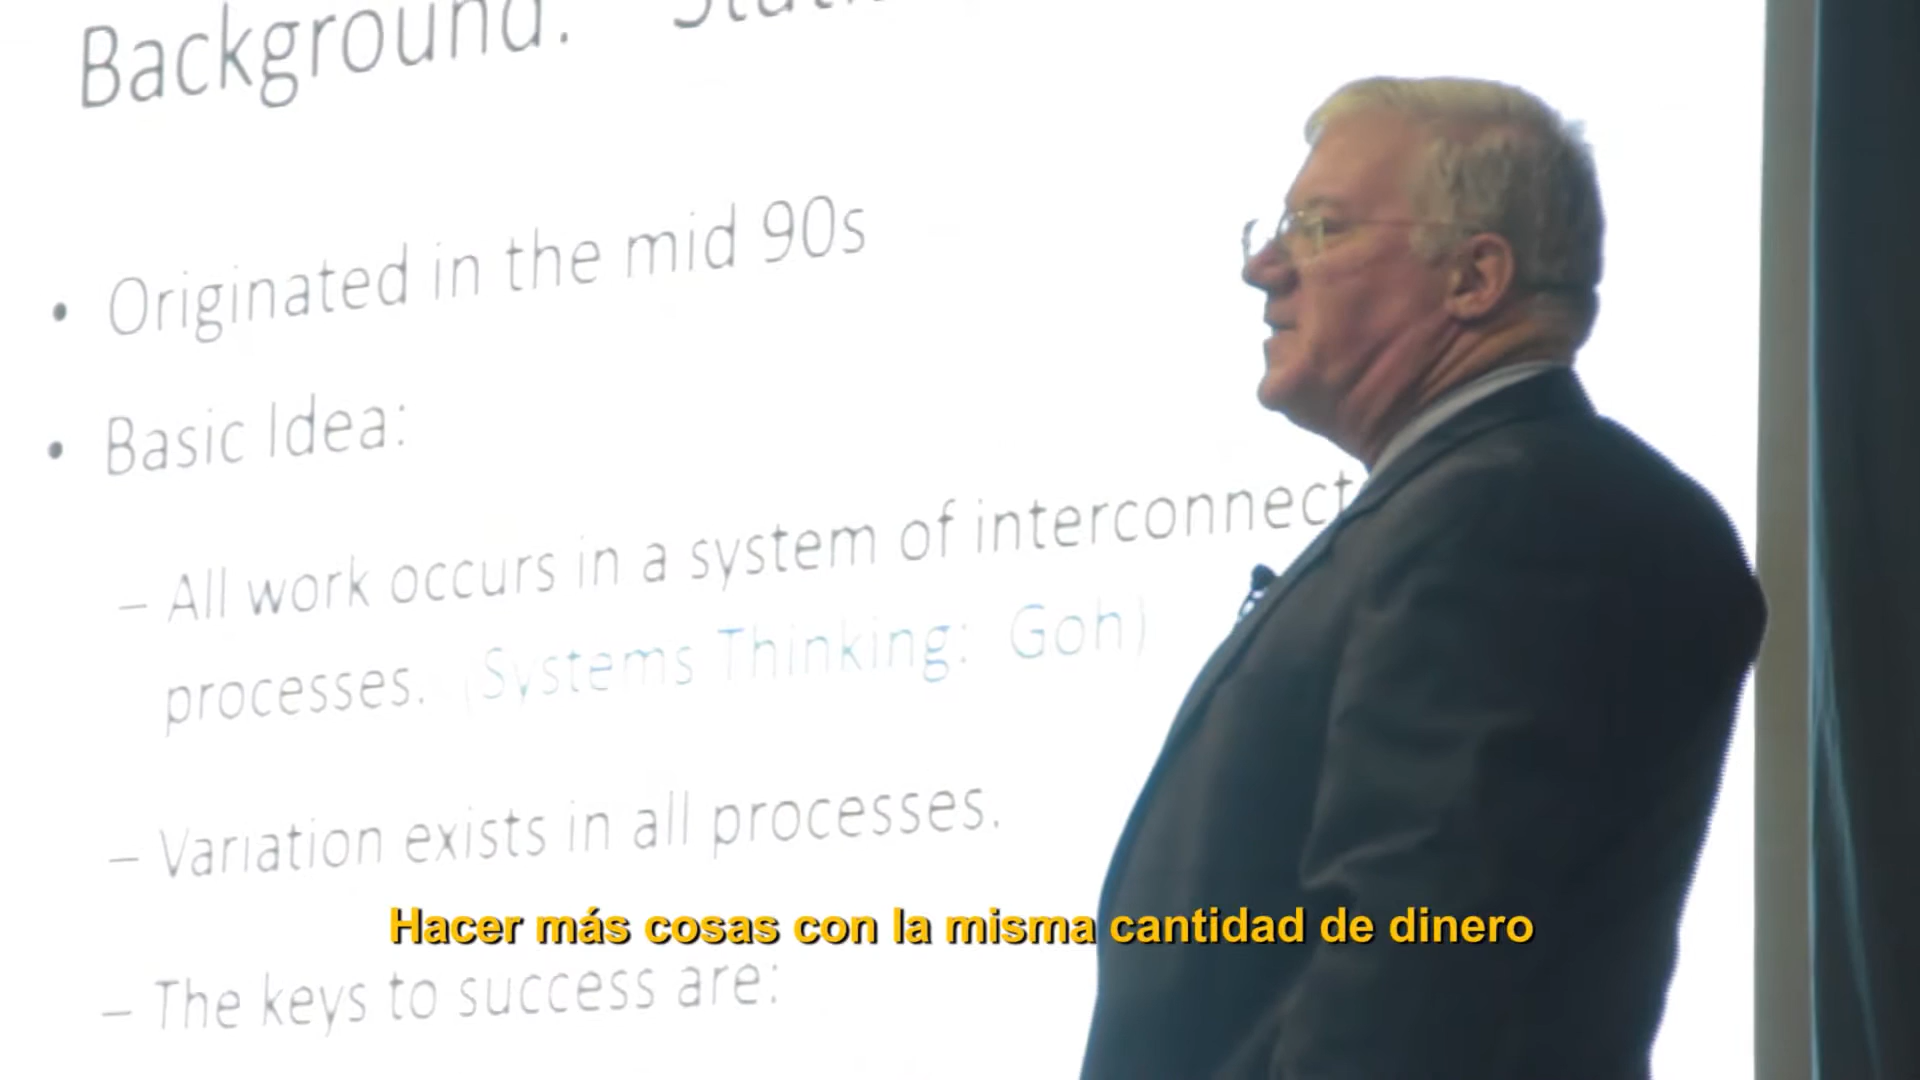 Background:
• Originated in the mid 90s
• Basic Idea:
– All work occurs in a system of interconnect
processes. (Systems Thinking: Goh)
– Variation exists in all processes.
Hacer más cosas con la misma cantidad de dinero
– The keys to success are: